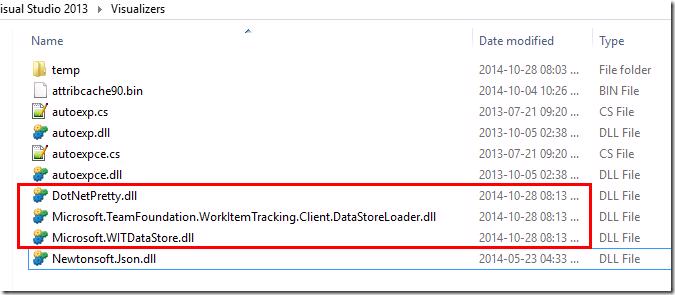 isual Studio 2013 > Visualizers
Name Date modified Type
temp 2014-10-28 08:03 ... File folder
attribcache90.bin 2014-10-04 10:26 ... BIN File
autoexp.cs 2013-07-21 09:20 ... CS File
autoexp.dll 2013-10-05 02:38 ... DLL File
autoexpce.cs 2013-07-21 09:20 ... CS File
autoexpce.dll 2013-10-05 02:38 ... DLL File
DotNetPretty.dll 2014-10-28 08:13 ... DLL File
Microsoft.TeamFoundation.WorkItemTracking.Client.DataStoreLoader.dll 2014-10-28 08:13 ... DLL File
Microsoft.WITDataStore.dll 2014-10-28 08:13 ... DLL File
Newtonsoft.Json.dll 2014-05-23 04:33 ... DLL File